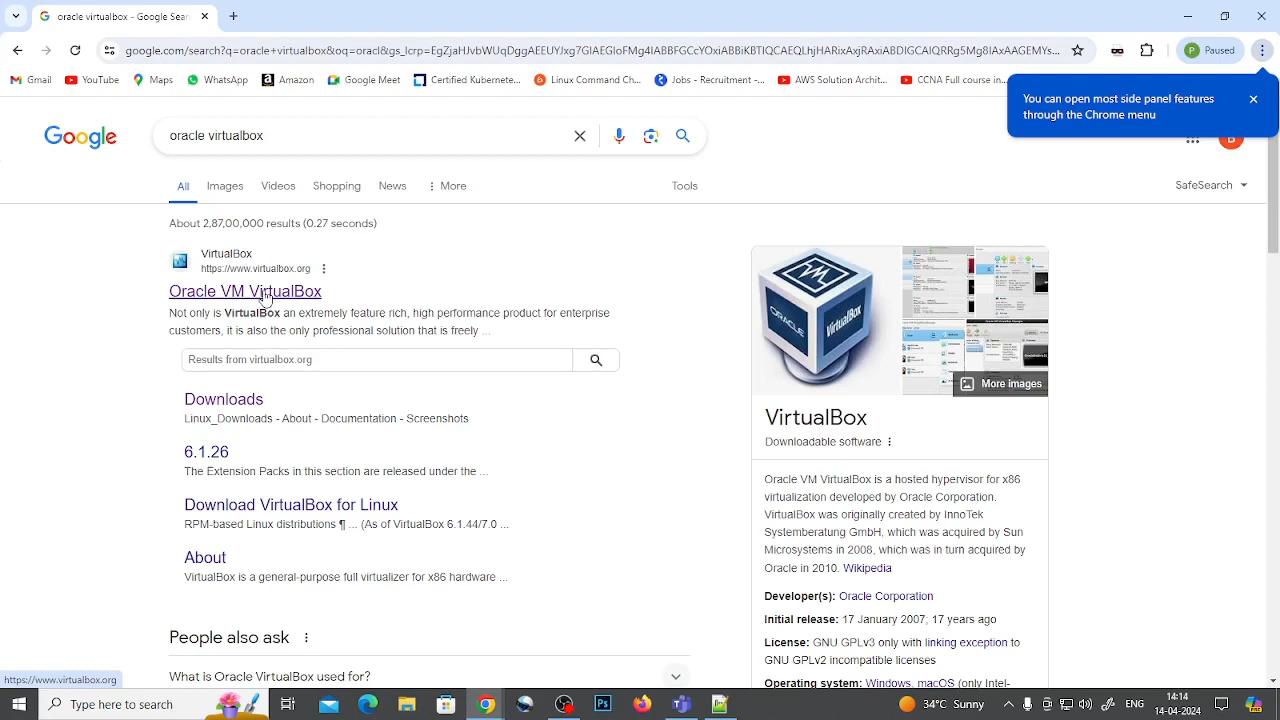 google.com/search?q=oracle+virtualbox&oq=oracl&gs_lcrp=
Paused
google - oracle virtualbox
Gmail
YouTube
Maps
WhatsApp
Amazon
Google Meet
Certified Kubernete...
Linux Command Ch...
Jobs - Recruitment -...
AWS Solution Archit...
CCNA Full course in...
You can open most side panel features
through the Chrome menu
Google
oracle virtualbox
All
Images
Videos
Shopping
News
More
Tools
SafeSearch
About 2,87,00,000 results (0.27 seconds)
VirtualBox
https://www.virtualbox.org
Oracle VM VirtualBox
Not only is VirtualBox an extremely feature rich, high performance product for enterprise
customers, it is also the only professional solution that is freely ...
Results from virtualbox.org
Downloads
Linux_Downloads - About - Documentation - Screenshots
6.1.26
The Extension Packs in this section are released under the ...
Download VirtualBox for Linux
RPM-based Linux distributions ¶ ... (As of VirtualBox 6.1.44/7.0 ...
About
VirtualBox is a general-purpose full virtualizer for x86 hardware ...
People also ask
What is Oracle VirtualBox used for?
More images
VirtualBox
Downloadable software
Oracle VM VirtualBox is a hosted hypervisor for x86
virtualization developed by Oracle Corporation.
VirtualBox was originally created by InnoTek
Systemberatung GmbH, which was acquired by Sun
Microsystems in 2008, which was in turn acquired by
Oracle in 2010. Wikipedia
Developer(s): Oracle Corporation
Initial release: 17 January 2007, 17 years ago
License: GNU GPLv3 only with linking exception to
GNU GPLv2 incompatible licenses
Operating system: Windows, macOS (only Intel-
https://www.virtualbox.org
Type here to search
34°C Sunny
ENG
14:14
14-04-2024